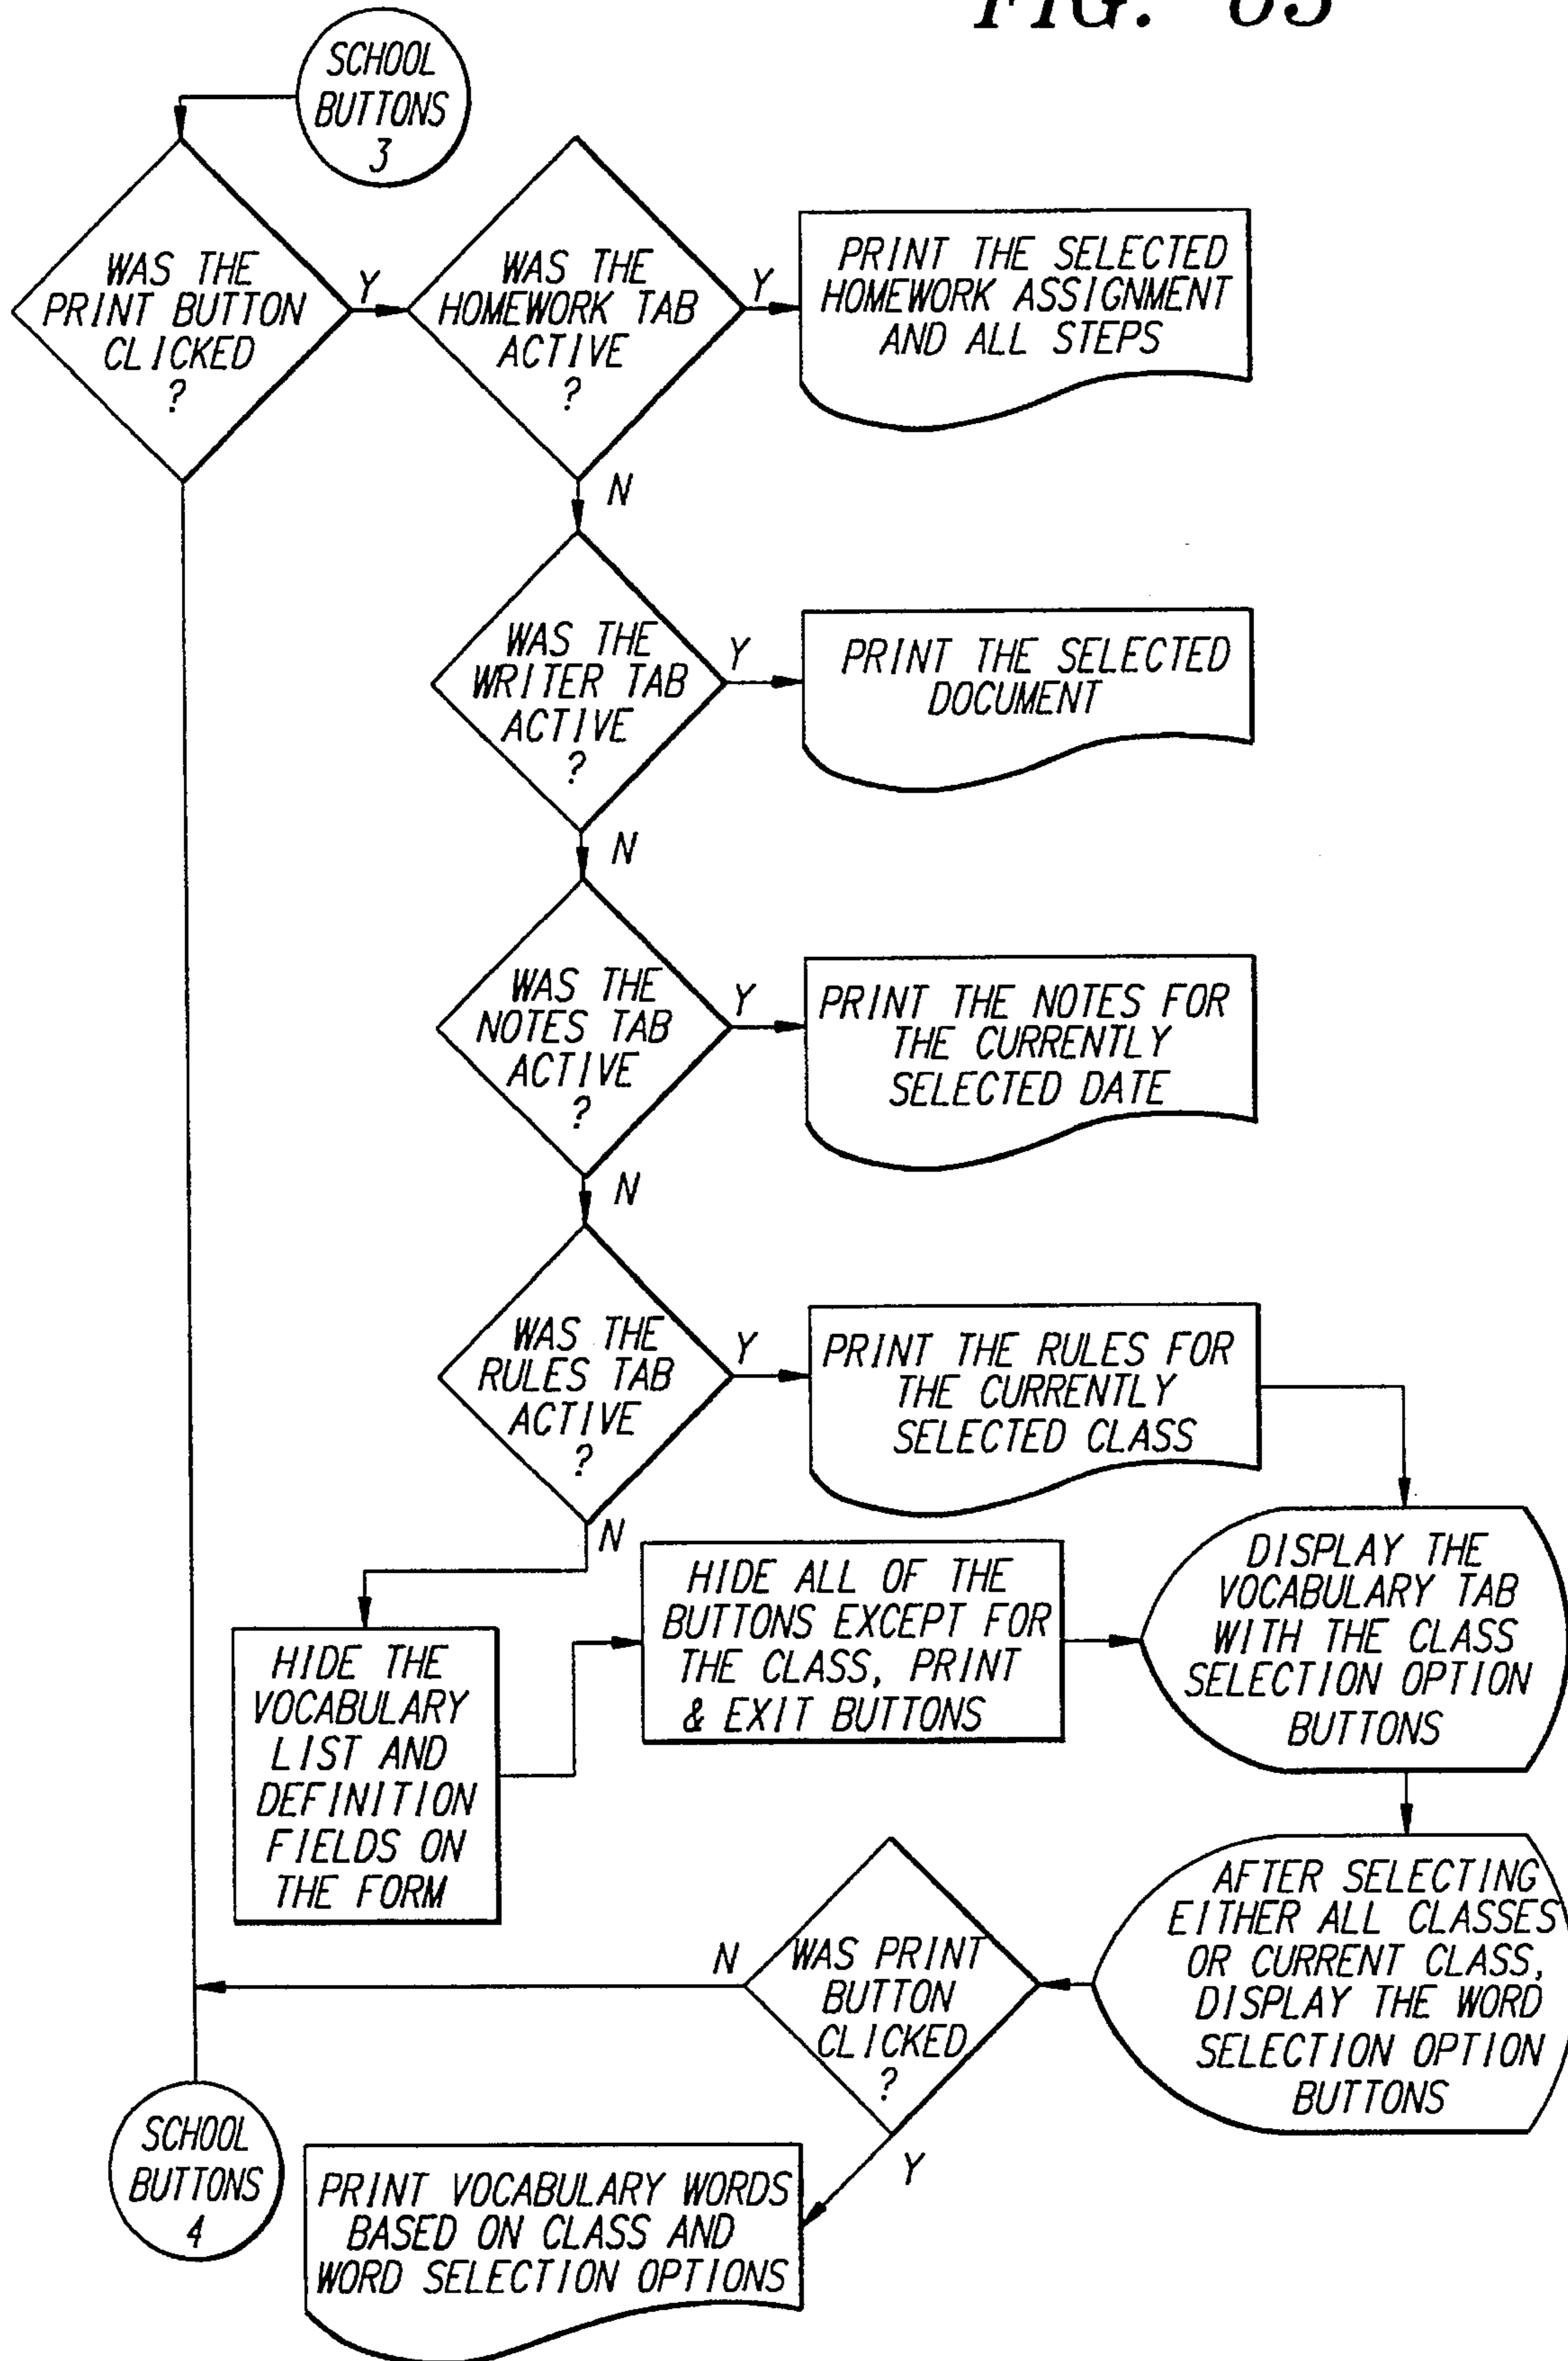 FIG.
SCHOOL
BUTTONS
3
WAS THE
PRINT BUTTON
CLICKED
?
Y
WAS THE
HOMEWORK TAB
ACTIVE
?
Y
PRINT THE SELECTED
HOMEWORK ASSIGNMENT
AND ALL STEPS
N
WAS THE
WRITER TAB
ACTIVE
?
Y
PRINT THE SELECTED
DOCUMENT
N
WAS THE
NOTES TAB
ACTIVE
?
Y
PRINT THE NOTES FOR
THE CURRENTLY
SELECTED DATE
N
WAS THE
RULES TAB
ACTIVE
?
Y
PRINT THE RULES FOR
THE CURRENTLY
SELECTED CLASS
N
HIDE THE
VOCABULARY
LIST AND
DEFINITION
FIELDS ON
THE FORM
HIDE ALL OF THE
BUTTONS EXCEPT FOR
THE CLASS, PRINT
& EXIT BUTTONS
DISPLAY THE
VOCABULARY TAB
WITH THE CLASS
SELECTION OPTION
BUTTONS
AFTER SELECTING
EITHER ALL CLASSES
OR CURRENT CLASS,
DISPLAY THE WORD
SELECTION OPTION
BUTTONS
WAS PRINT
BUTTON
CLICKED
?
N
Y
SCHOOL
BUTTONS
4
PRINT VOCABULARY WORDS
BASED ON CLASS AND
WORD SELECTION OPTIONS